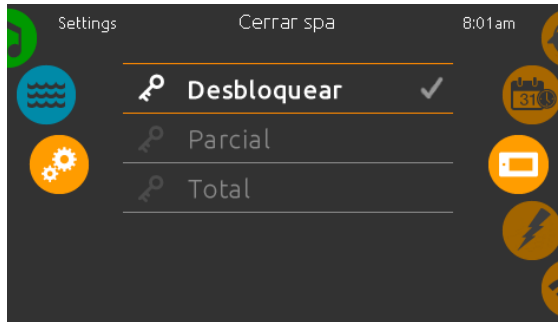 Settings
Cerrar spa
8:01am
Desbloquear
31
Parcial
Total